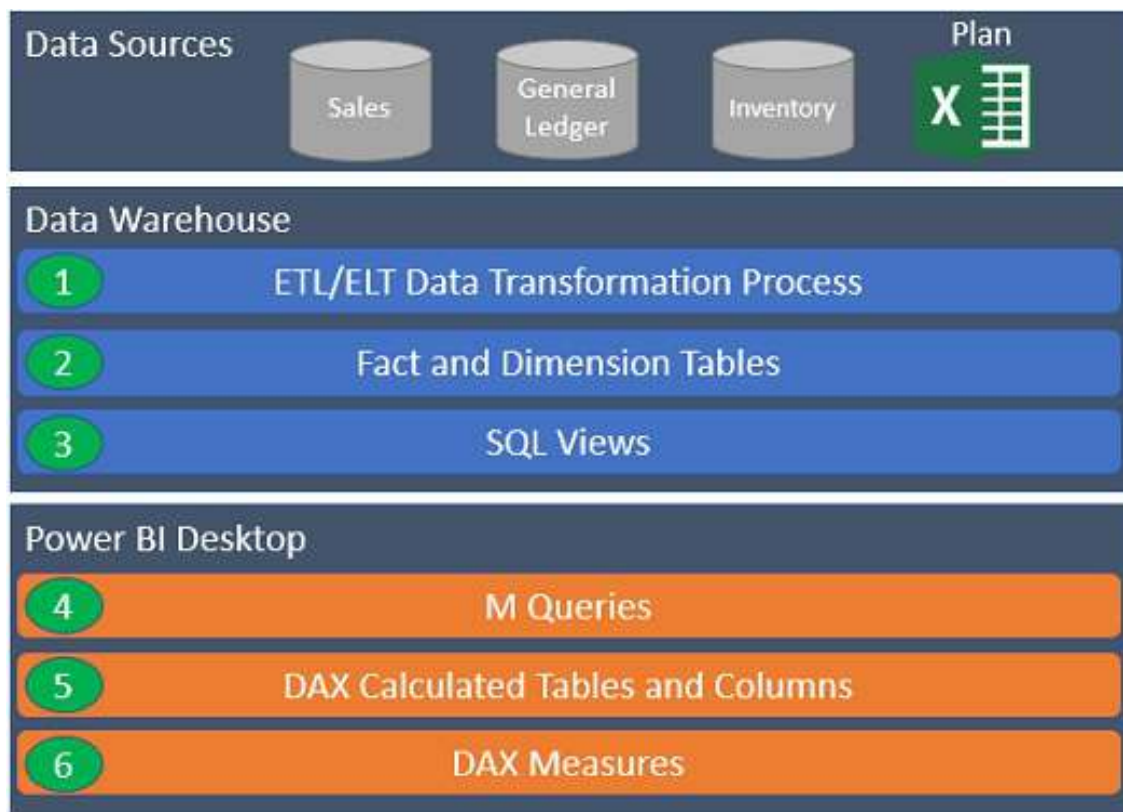 Data Sources
Sales
General
Ledger
Inventory
Plan
X
Data Warehouse
1 ETL/ELT Data Transformation Process
2 Fact and Dimension Tables
3 SQL Views
Power BI Desktop
4 M Queries
5 DAX Calculated Tables and Columns
6 DAX Measures